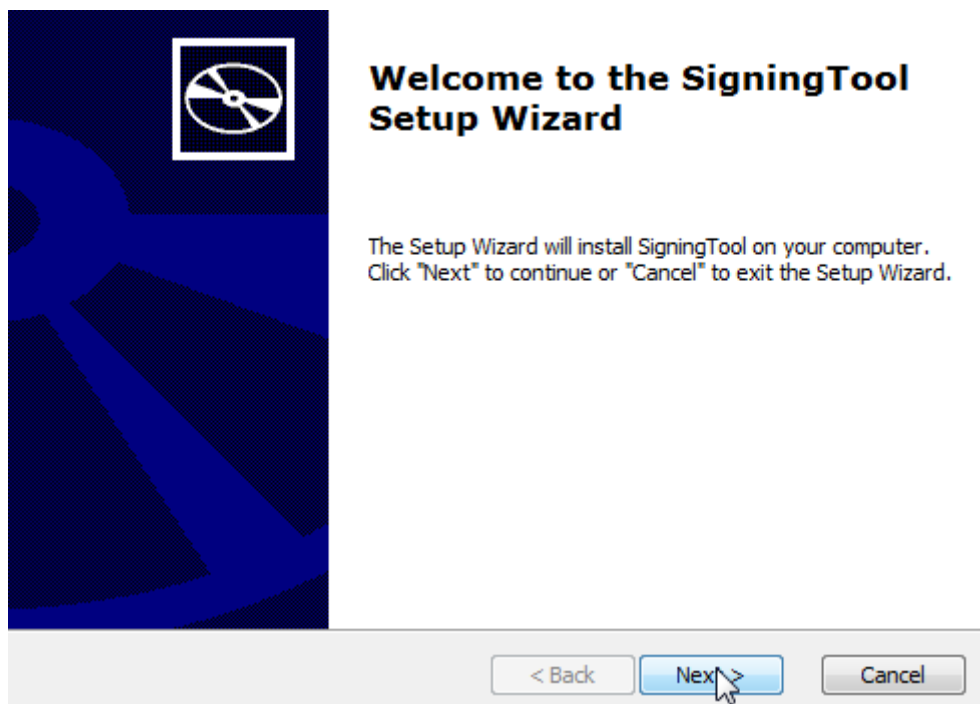 Welcome to the SigningTool
Setup Wizard
The Setup Wizard will install SigningTool on your computer.
Click "Next" to continue or "Cancel" to exit the Setup Wizard.
< Back
Next >
Cancel